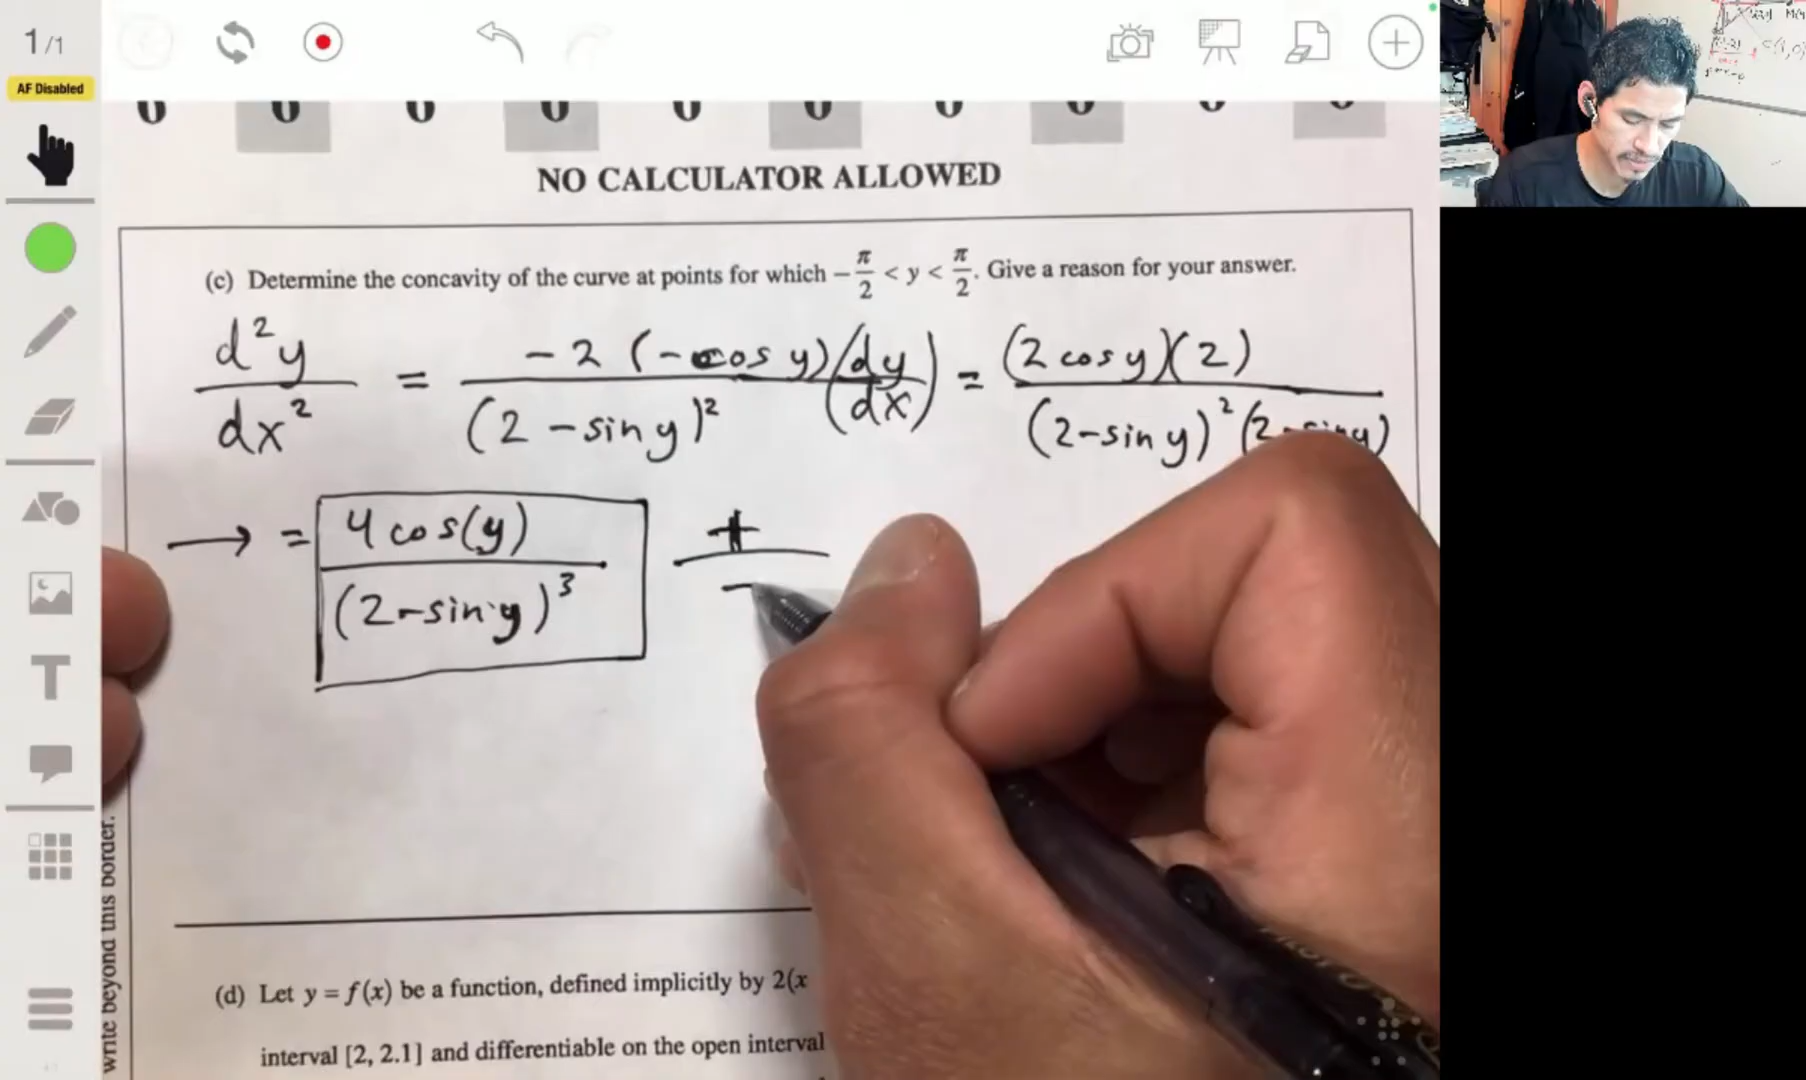 1/1
AF Disabled
NO CALCULATOR ALLOWED
(c) Determine the concavity of the curve at points for which −π/2 < y < π/2. Give a reason for your answer.
d²y/dx² = −2(−cos y)/(2−sin y)² (dy/dx) = (2 cos y)(2)/(2−sin y)²(2−sin y)
→ = 4 cos(y)/(2−sin y)³ +/−
(d) Let y = f(x) be a function, defined implicitly by 2(x
interval [2, 2.1] and differentiable on the open interval
write beyond this border.
T